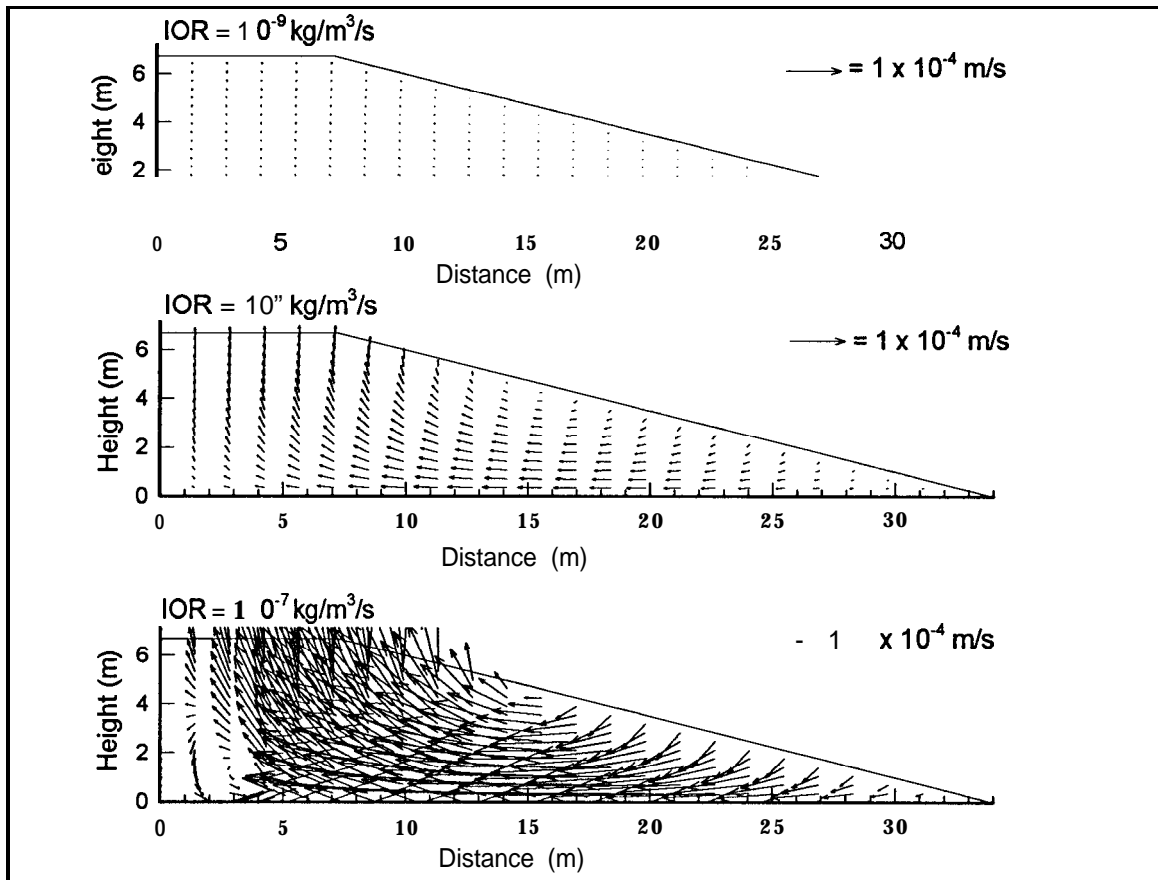 IOR = 1 0⁻⁹ kg/m³/s
= 1 x 10⁻⁴ m/s
eight (m)
6
4
2
0 5 10 15 20 25 30
Distance (m)
IOR = 10” kg/m³/s
= 1 x 10⁻⁴ m/s
Height (m)
6
4
2
0
0 5 10 15 20 25 30
Distance (m)
IOR = 1 0⁻⁷ kg/m³/s
- 1 x 10⁻⁴ m/s
Height (m)
6
4
2
0
0 5 10 15 20 25 30
Distance (m)